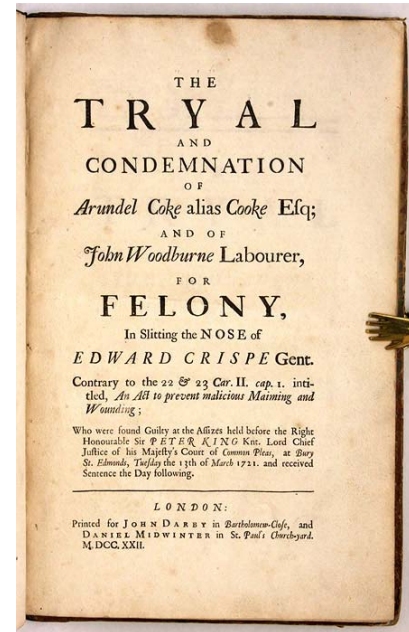 THE
TRYAL
AND
CONDEMNATION
OF
Arundel Coke alias Cooke Eſq;
AND OF
John Woodburne Labourer,
FOR
FELONY,
In Slitting the NOSE of
EDWARD CRISPE Gent.
Contrary to the 22 & 23 Car. II. cap. 1. inti-
tled, An Act to prevent malicious Maiming and
Wounding;
Who were found Guilty at the Aſſizes held before the Right
Honourable Sir PETER KING Knt. Lord Chief
Juſtice of his Majeſty's Court of Common Pleas, at Bury
St. Edmunds, Tueſday the 13th of March 1721. and received
Sentence the Day following.
LONDON:
Printed for JOHN DARBY in Bartholomew-Cloſe, and
DANIEL MIDWINTER in St. Paul's Church-yard.
M.DCC.XXII.